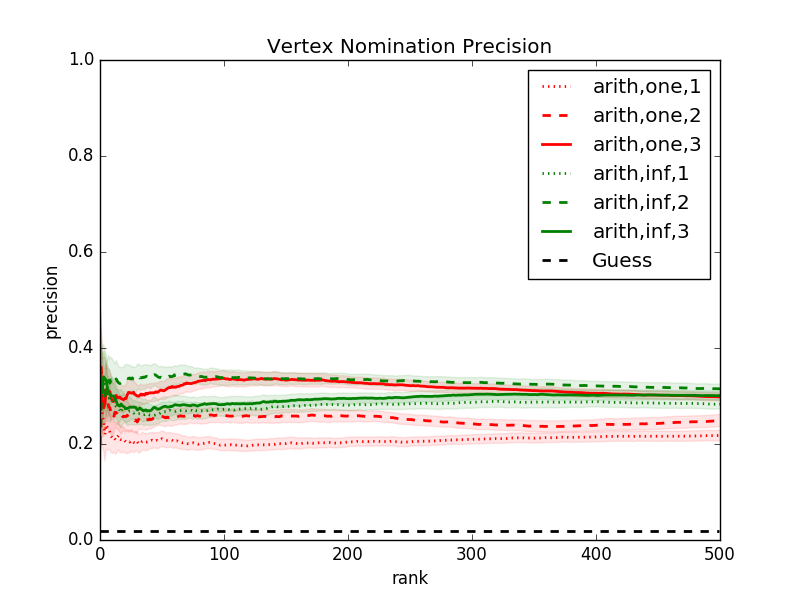 Vertex Nomination Precision
1.0
0.8
0.6
0.4
0.2
0.0
precision
arith,one,1
arith,one,2
arith,one,3
arith,inf,1
arith,inf,2
arith,inf,3
Guess
0 100 200 300 400 500
rank